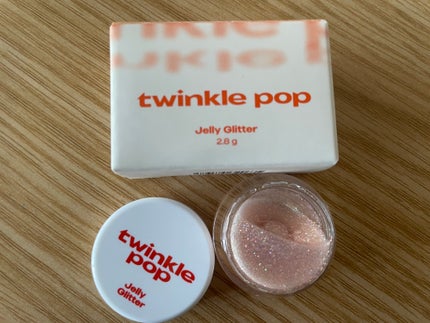 twinkle pop
Jelly Glitter
2.8 g
twinkle
pop
Jelly
Glitter